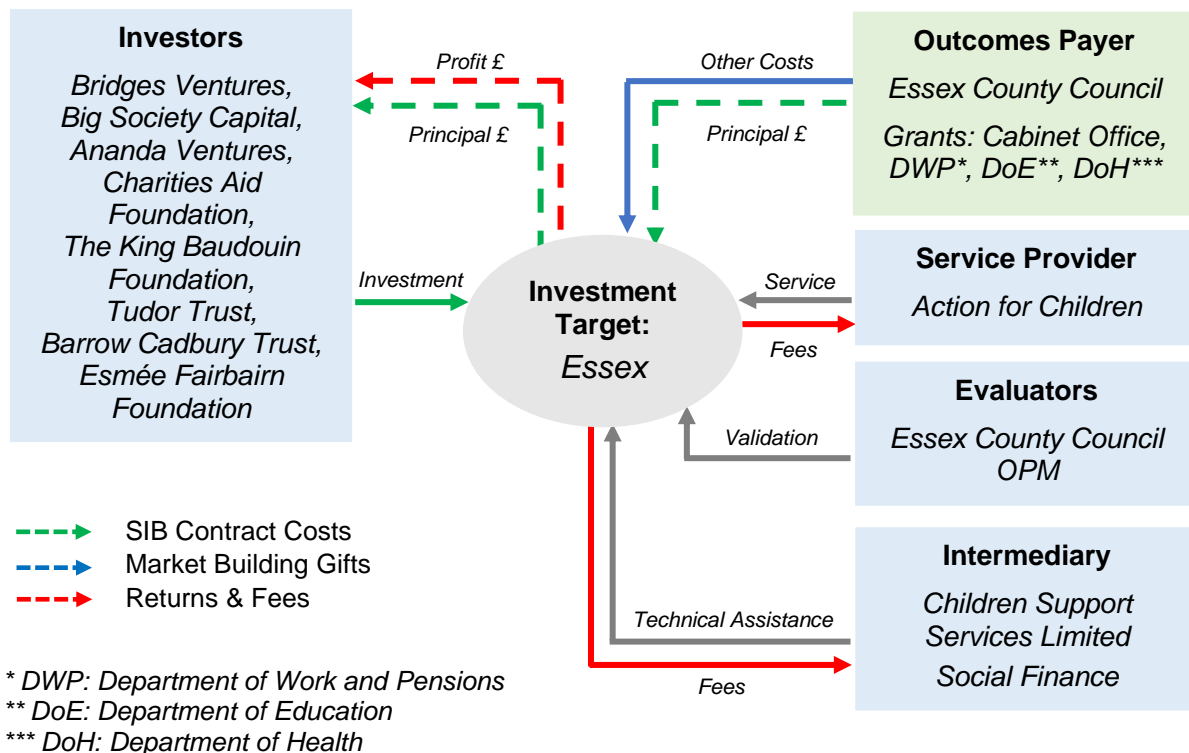 Investors
Bridges Ventures,
Big Society Capital,
Ananda Ventures,
Charities Aid
Foundation,
The King Baudouin
Foundation,
Tudor Trust,
Barrow Cadbury Trust,
Esmée Fairbairn
Foundation
Profit £
Principal £
Investment
Other Costs
Principal £
Outcomes Payer
Essex County Council
Grants: Cabinet Office,
DWP*, DoE**, DoH***
Investment
Target:
Essex
Service
Fees
Service Provider
Action for Children
Validation
Evaluators
Essex County Council
OPM
Technical Assistance
Fees
Intermediary
Children Support
Services Limited
Social Finance
SIB Contract Costs
Market Building Gifts
Returns & Fees
* DWP: Department of Work and Pensions
** DoE: Department of Education
*** DoH: Department of Health